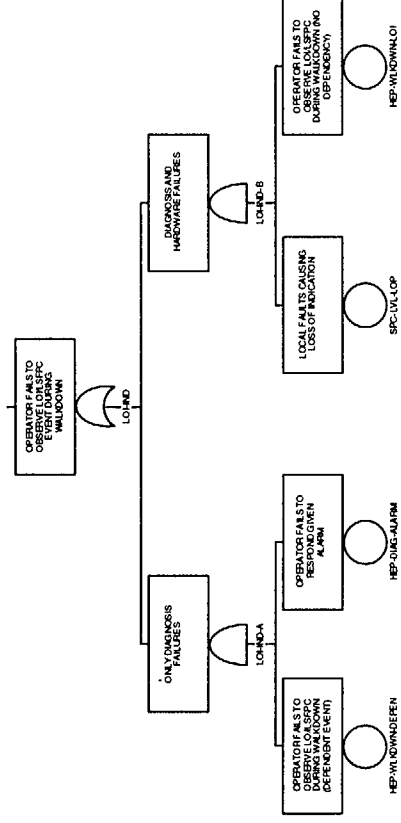 OPERATOR FAILS TO
OBSERVE LOI/LSFPC
EVENT DURING
WALKDOWN
LOI-IND
ONLY DIAGNOSIS
FAILURES
LOI-IND-A
DIAGNOSIS AND
HARDWARE FAILURES
LOI-IND-B
OPERATOR FAILS TO
OBSERVE LOI/LSFPC
DURING WALKDOWN
(DEPENDENT EVENT)
HEP-WLKDWN-DEPEN
OPERATOR FAILS TO
RESPOND GIVEN
ALARM
HEP-DIAG-ALARM
LOCAL FAULTS CAUSING
LOSS OF INDICATION
SPC-LVL-LOP
OPERATOR FAILS TO
OBSERVE LOI/LSFPC
DURING WALKDOWN (NO
DEPENDENCY)
HEP-WLKDWN-LOI